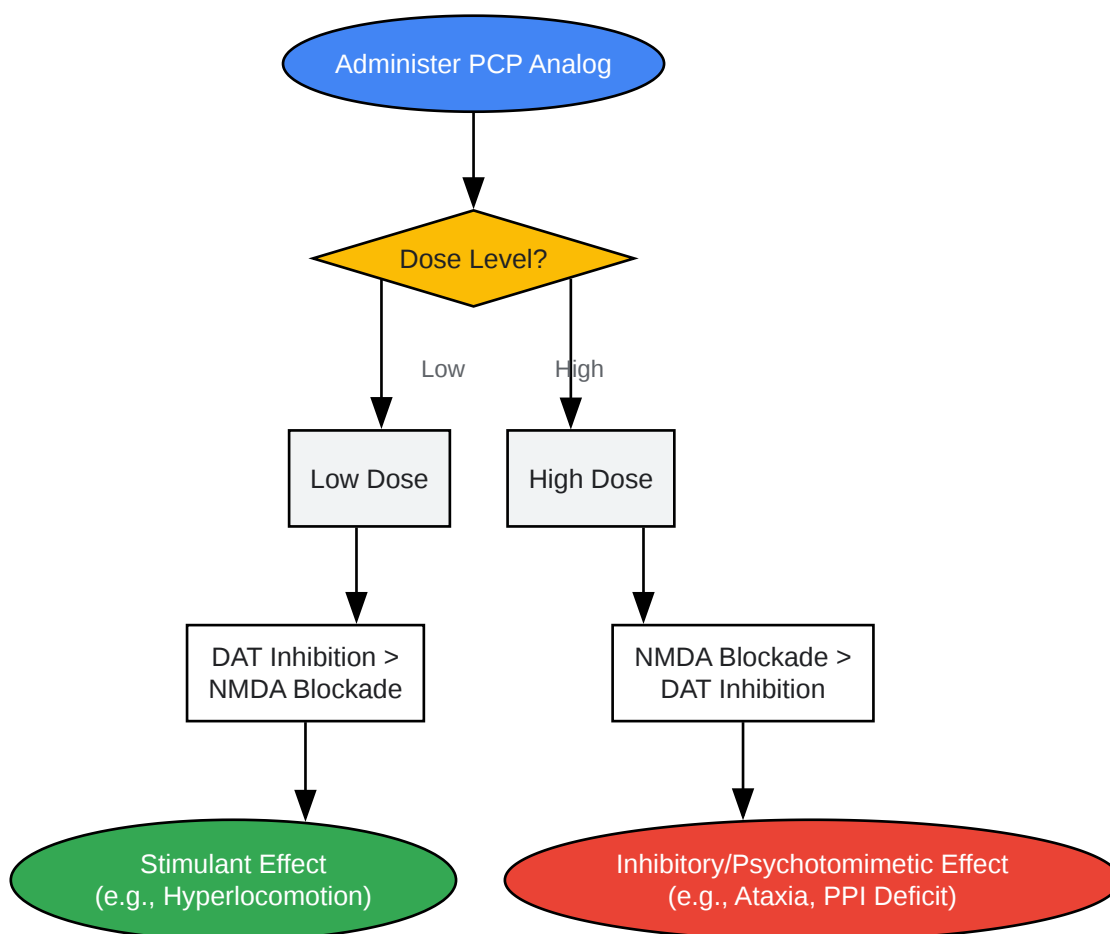 Administer PCP Analog
Dose Level?
Low
High
Low Dose
High Dose
DAT Inhibition >
NMDA Blockade
NMDA Blockade >
DAT Inhibition
Stimulant Effect
(e.g., Hyperlocomotion)
Inhibitory/Psychotomimetic Effect
(e.g., Ataxia, PPI Deficit)